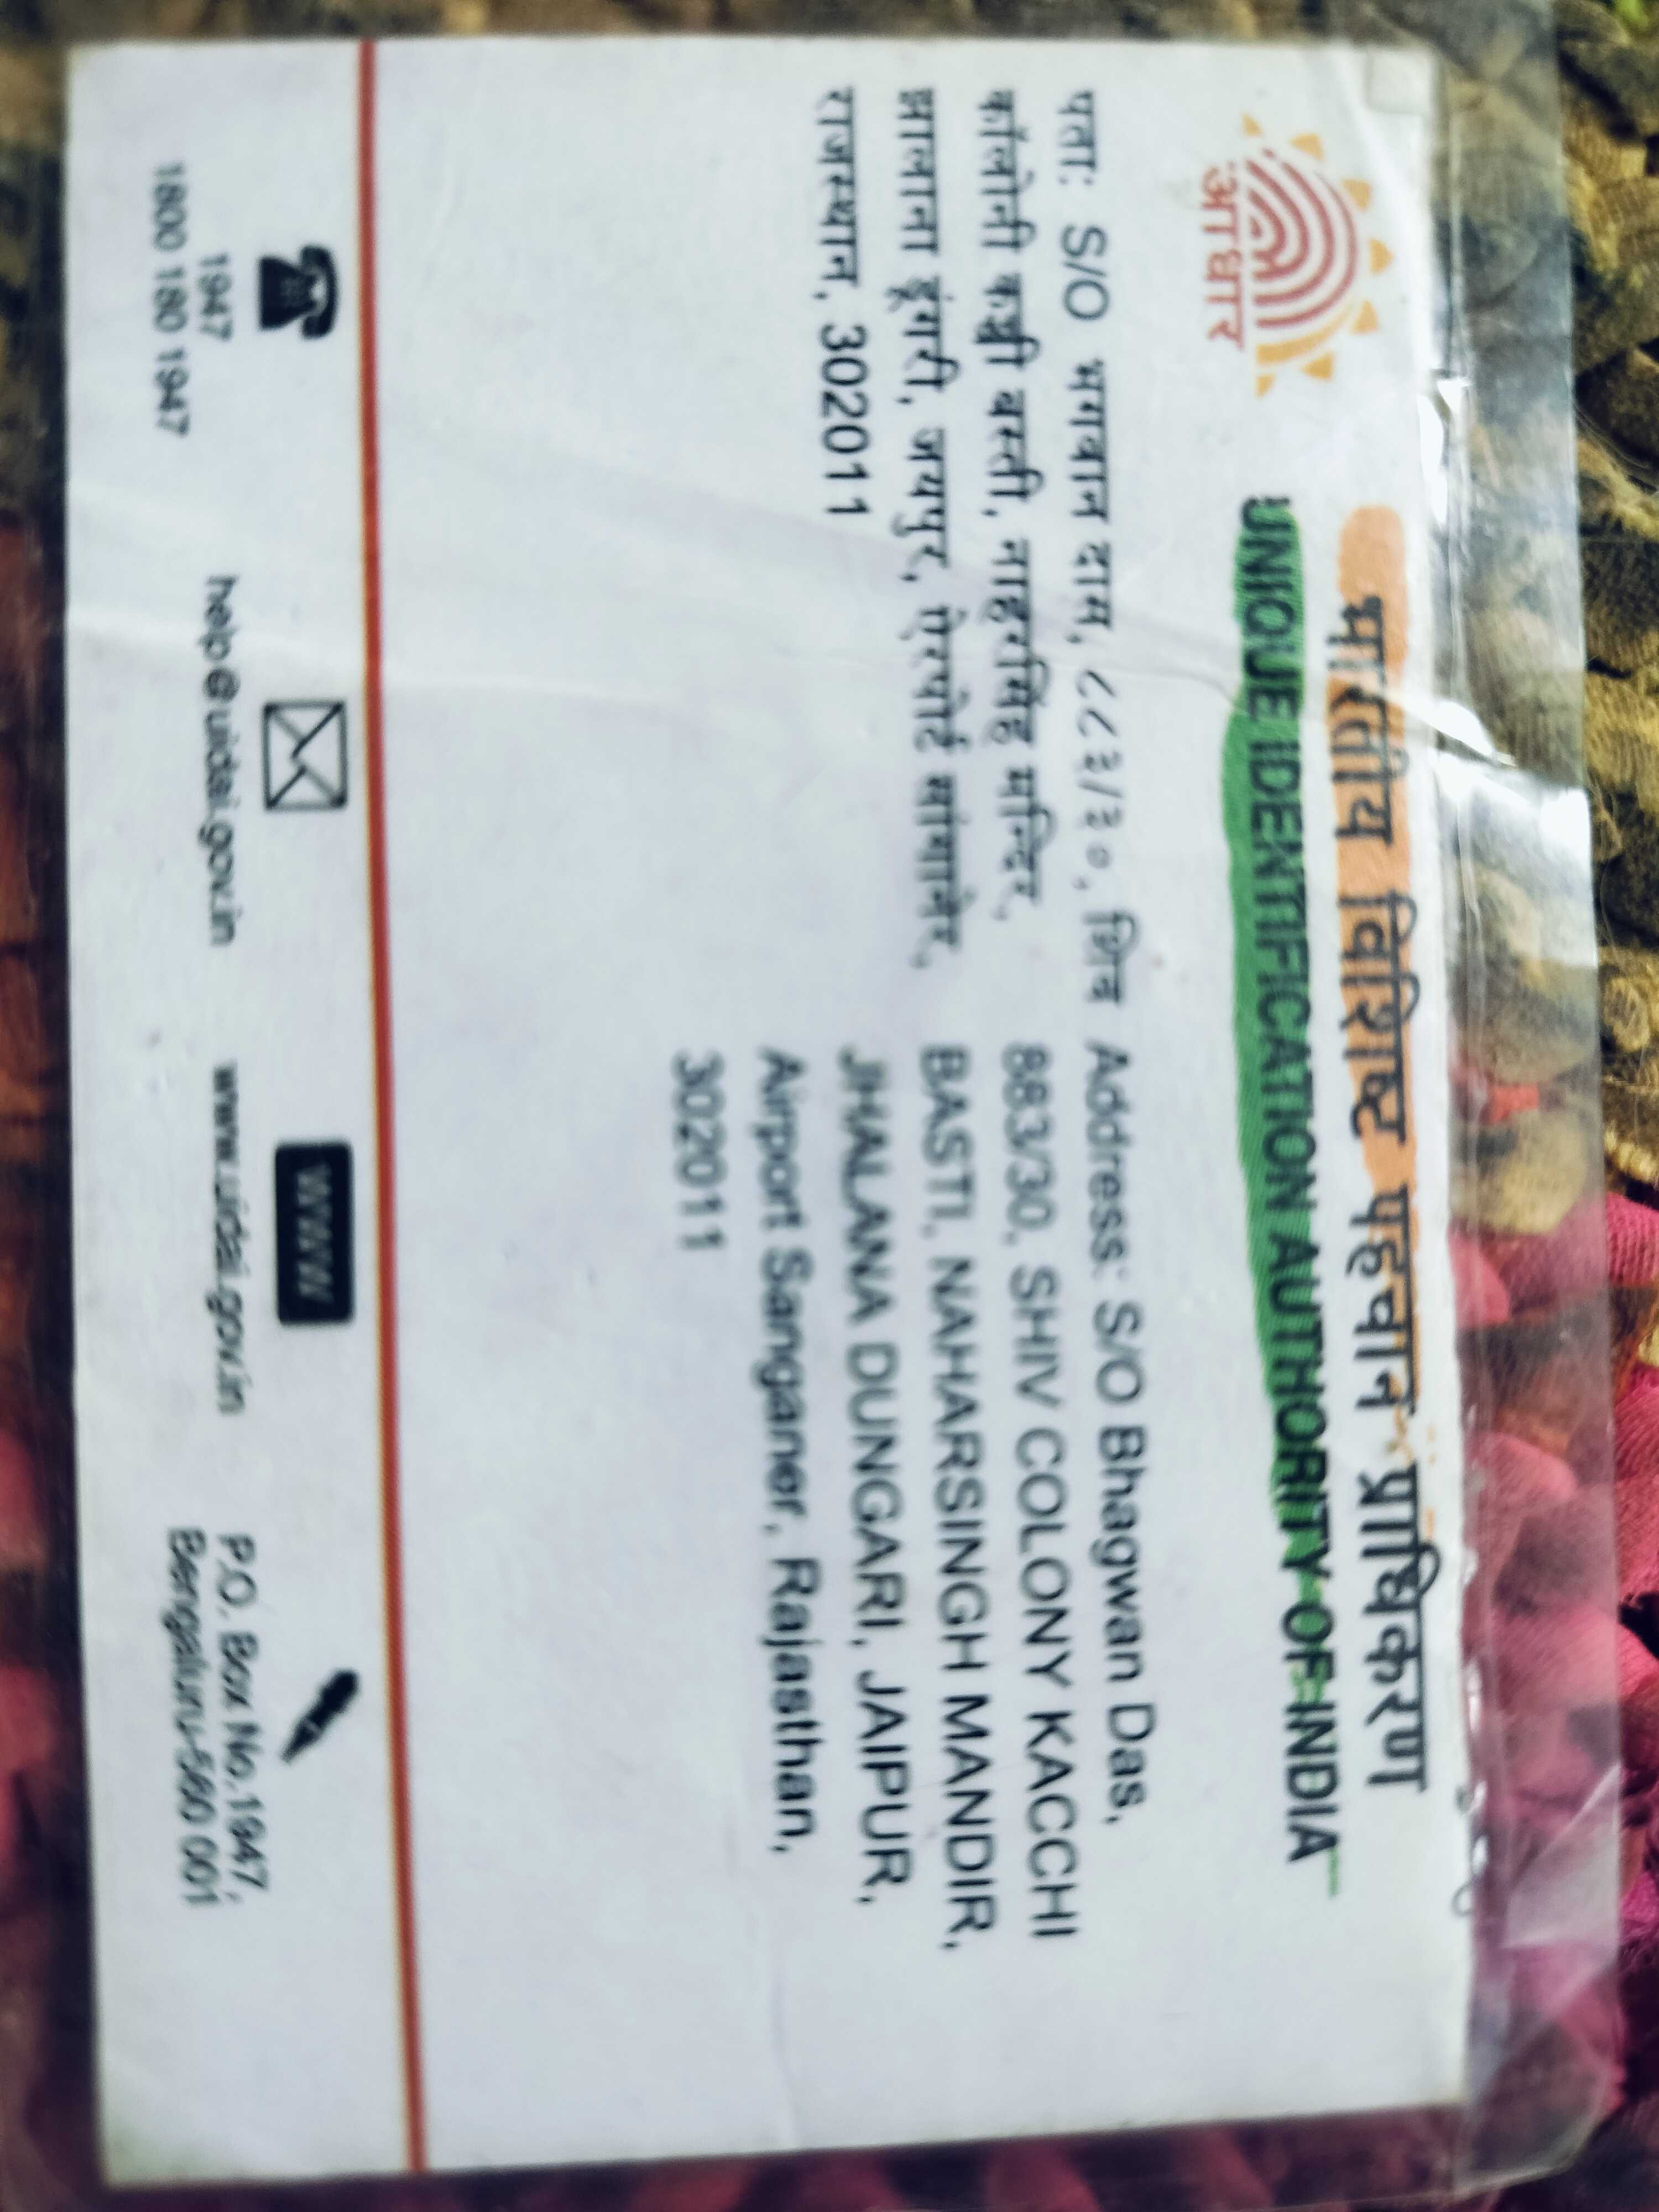 भारतीय विशिष्ट पहचान प्राधिकरण
UNIQUE IDENTIFICATION AUTHORITY OF INDIA
आधार
पता: S/O भगवान दास, ८८३/३०, शिव
कॉलोनी कच्ची बस्ती, नाहरसिंह मन्दिर,
झालाना डूंगरी, जयपुर, ऐरपोर्ट सांगानेर,
राजस्थान, 302011
Address: S/O Bhagwan Das,
883/30, SHIV COLONY KACCHI
BASTI, NAHARSINGH MANDIR,
JHALANA DUNGARI, JAIPUR,
Airport Sanganer, Rajasthan,
302011
1947
1800 180 1947
help@uidai.gov.in
WWW
www.uidai.gov.in
P.O. Box No.1947,
Bengaluru-560 001